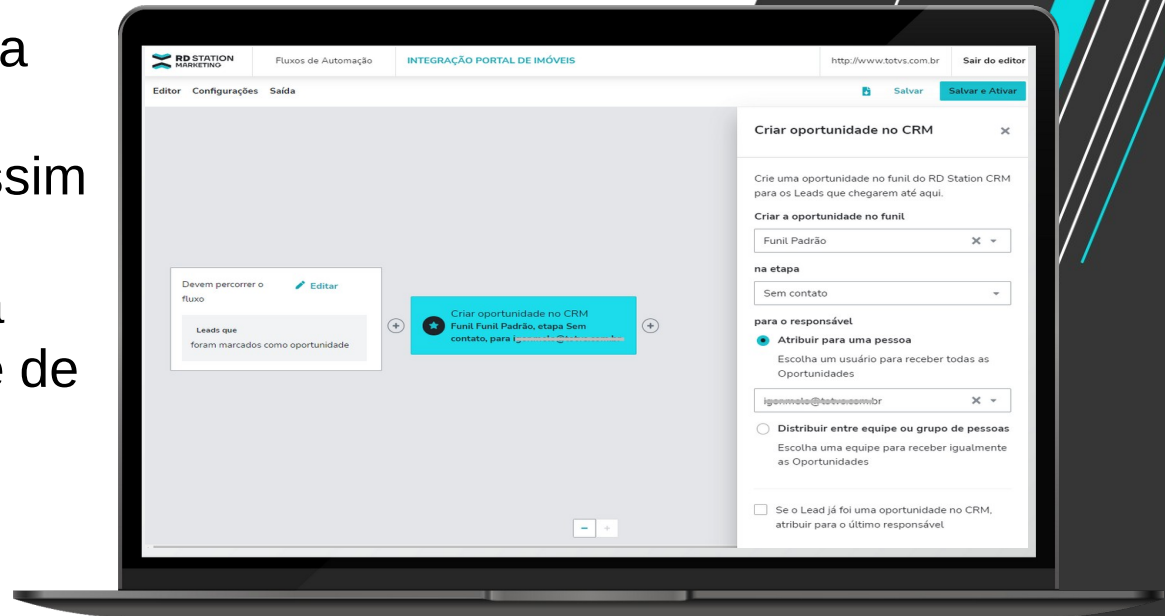 a
ssim
a
e de
RD STATION
MARKETING
Fluxos de Automação
INTEGRAÇÃO PORTAL DE IMÓVEIS
http://www.totvs.com.br
Sair do editor
Editor Configurações Saída
Salvar
Salvar e Ativar
Devem percorrer o
fluxo
Editar
Leads que
foram marcados como oportunidade
Criar oportunidade no CRM
Funil Funil Padrão, etapa Sem
contato, para
Criar oportunidade no CRM
Crie uma oportunidade no funil do RD Station CRM
para os Leads que chegarem até aqui.
Criar a oportunidade no funil
Funil Padrão
na etapa
Sem contato
para o responsável
Atribuir para uma pessoa
Escolha um usuário para receber todas as
Oportunidades
Distribuir entre equipe ou grupo de pessoas
Escolha uma equipe para receber igualmente
as Oportunidades
Se o Lead já foi uma oportunidade no CRM,
atribuir para o último responsável